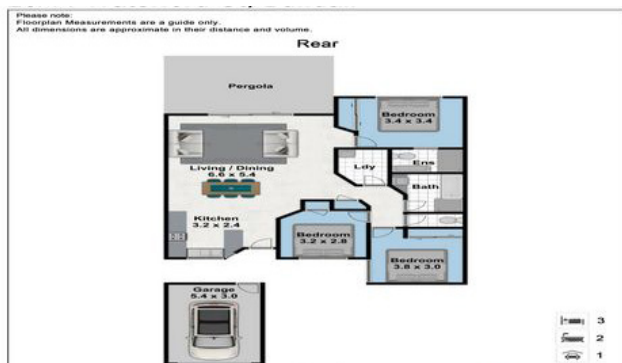 Please note:
Floorplan Measurements are a guide only.
All dimensions are approximate in their distance and volume.
Rear
Pergola
Bedroom
3.4 x 3.4
Living / Dining
6.6 x 5.4
Ldy
Ens
Bath
Kitchen
3.2 x 2.4
Bedroom
3.2 x 2.8
Bedroom
3.8 x 3.0
Garage
5.4 x 3.0
3
2
1